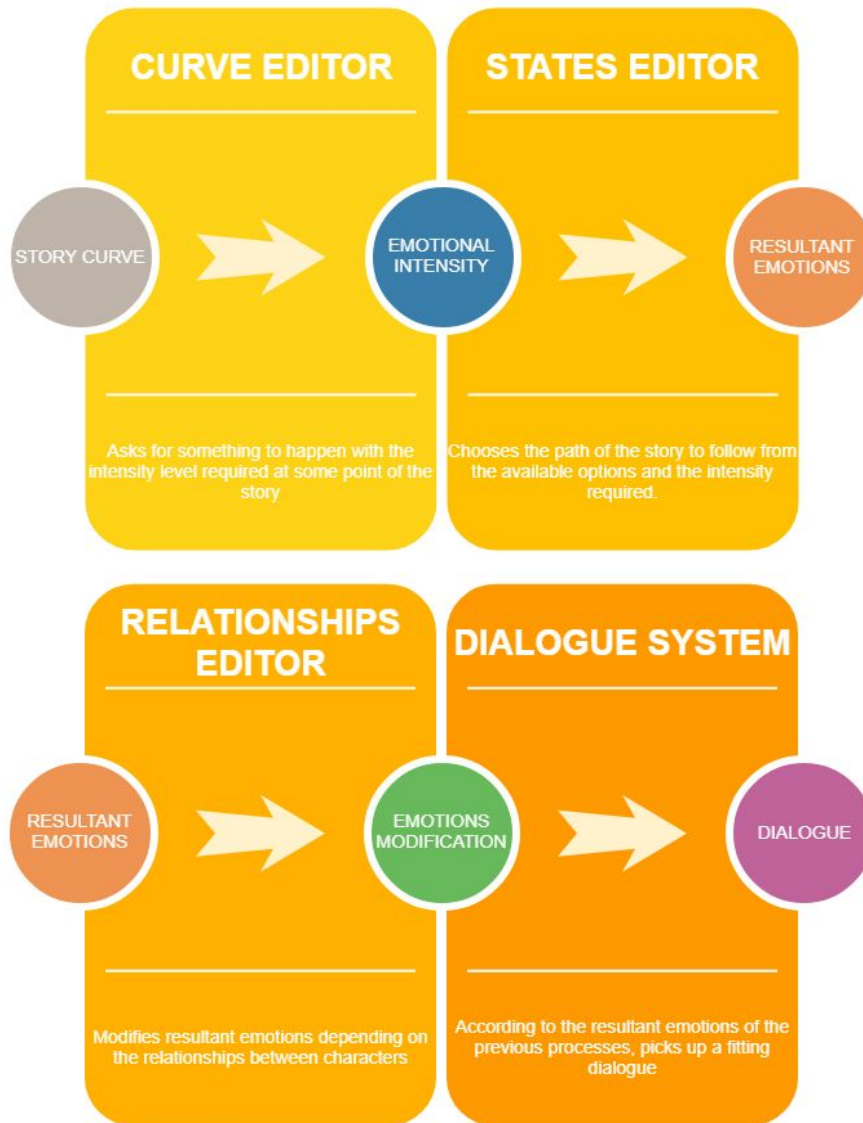 CURVE EDITOR
STATES EDITOR
STORY CURVE
EMOTIONAL
INTENSITY
RESULTANT
EMOTIONS
Asks for something to happen with the
intensity level required at some point of the
story
Chooses the path of the story to follow from
the available options and the intensity
required.
RELATIONSHIPS
EDITOR
DIALOGUE SYSTEM
RESULTANT
EMOTIONS
EMOTIONS
MODIFICATION
DIALOGUE
Modifies resultant emotions depending on
the relationships between characters
According to the resultant emotions of the
previous processes, picks up a fitting
dialogue